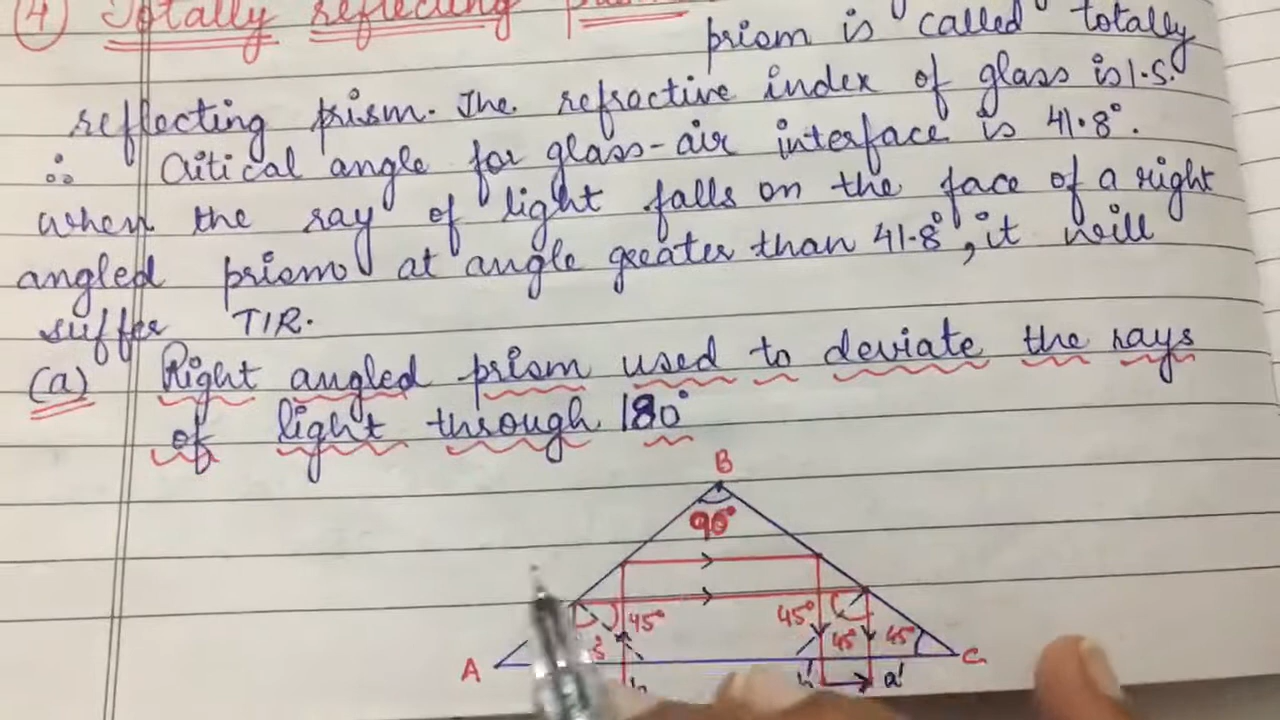 (4) Totally reflecting
prism is called totally
reflecting prism. The refractive index of glass is 1.5.
∴ Critical angle for glass-air interface is 41.8°.
when the ray of light falls on the face of a right
angled prism at angle greater than 41.8°, it will
suffer TIR.
(a) Right angled prism used to deviate the rays
of light through 180°
B
90°
45° 45° 45° 45°
A C
b' a'